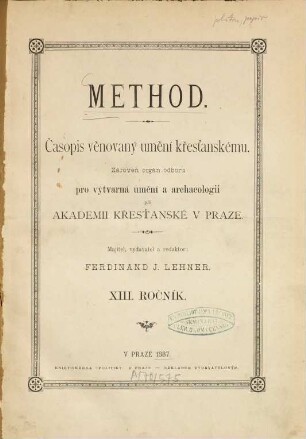 METHOD.
Časopis věnovaný umění křesťanskému.
Zároveň orgán odboru
pro výtvarná umění a archaeologii
při
AKADEMII KŘESŤANSKÉ V PRAZE.
Majitel, vydavatel a redaktor:
FERDINAND J. LEHNER.
XIII. ROČNÍK.
V PRAZE 1887.